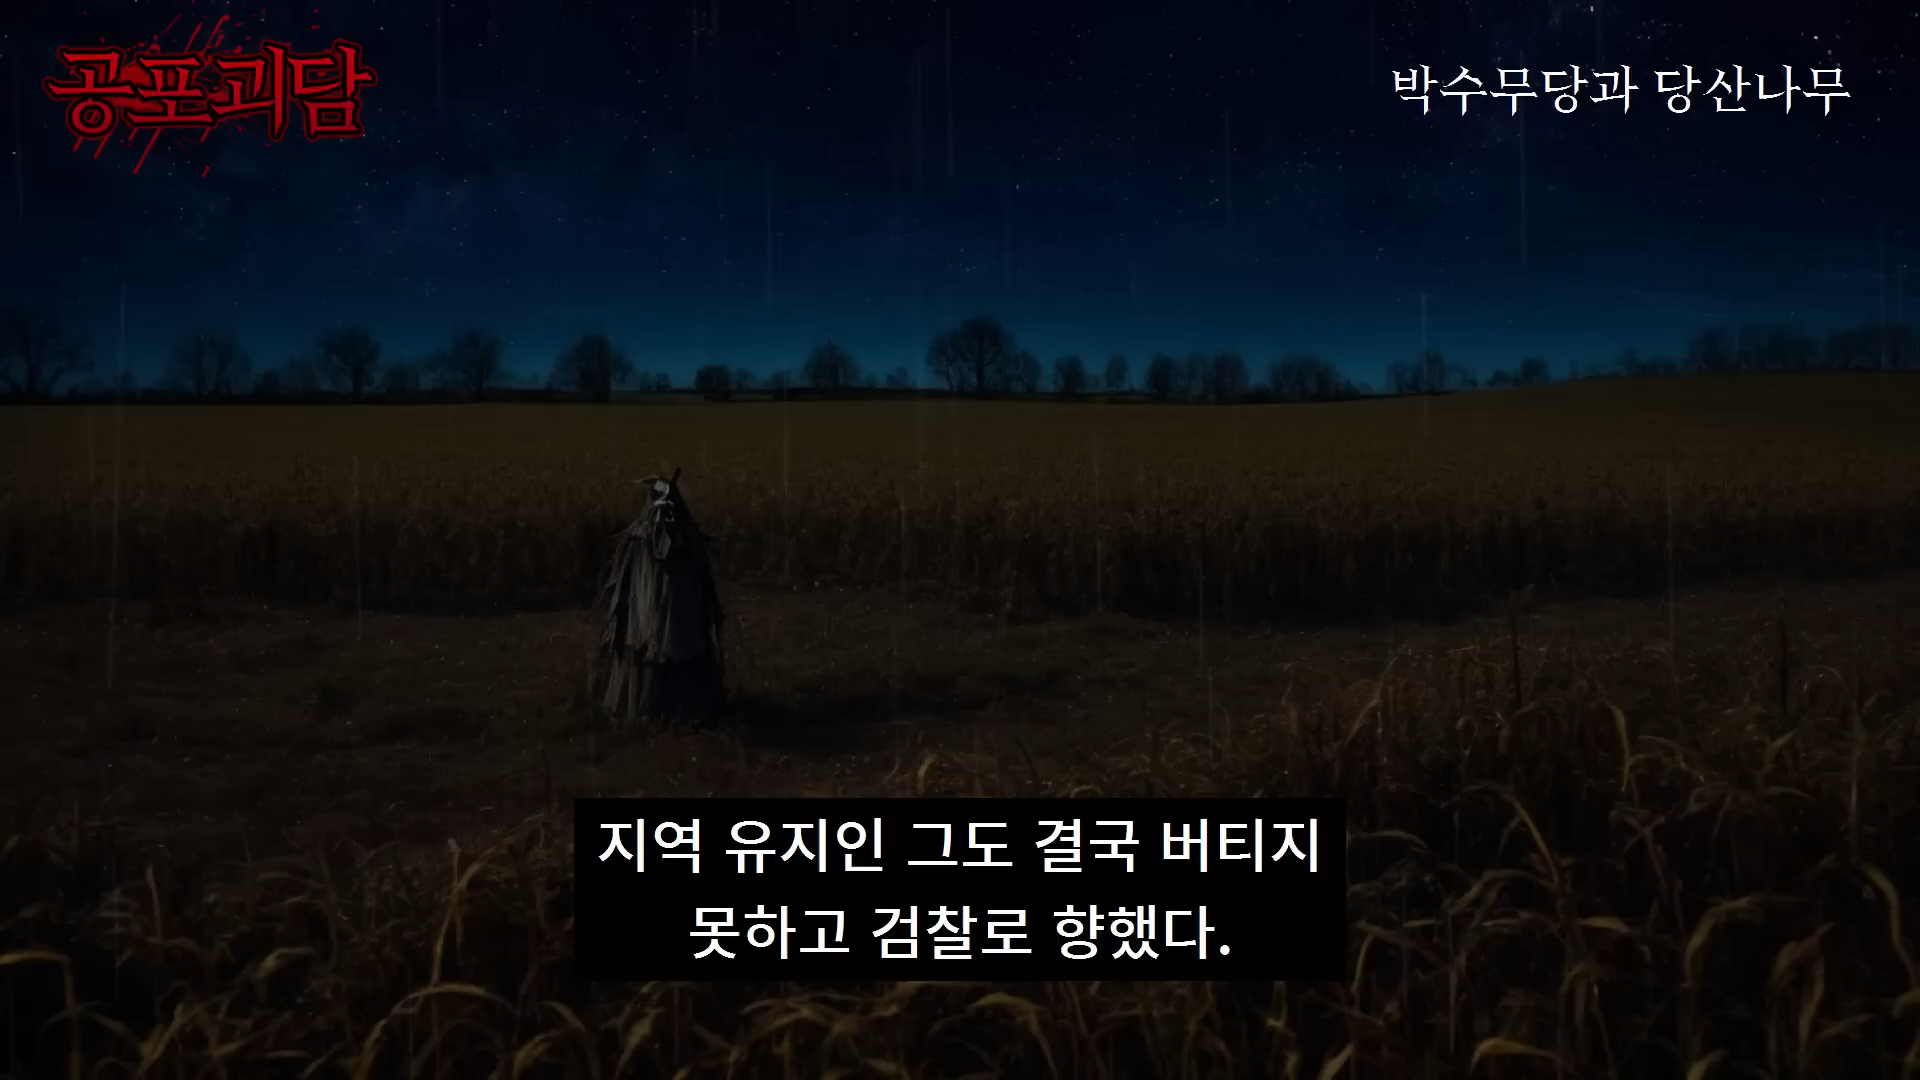 공포괴담
박수무당과 당산나무
지역 유지인 그도 결국 버티지
못하고 검찰로 향했다.